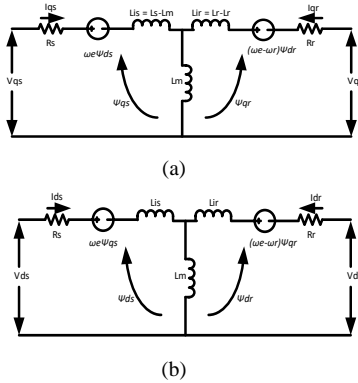 Iqs Lis = Ls-Lm Lir = Lr-Lr Iqr
Rs ωeΨds (ωe-ωr)Ψdr Rr
Vqs Lm Vq
Ψqs Ψqr
(a)
Ids Lis Lir Idr
Rs ωeΨqs (ωe-ωr)Ψqr Rr
Vds Lm Vd
Ψds Ψdr
(b)